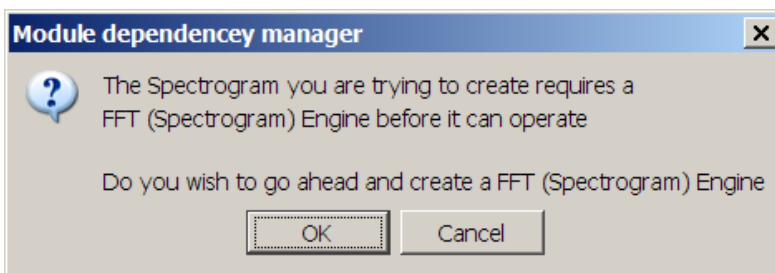 Module dependencey manager
The Spectrogram you are trying to create requires a
FFT (Spectrogram) Engine before it can operate
Do you wish to go ahead and create a FFT (Spectrogram) Engine
OK
Cancel